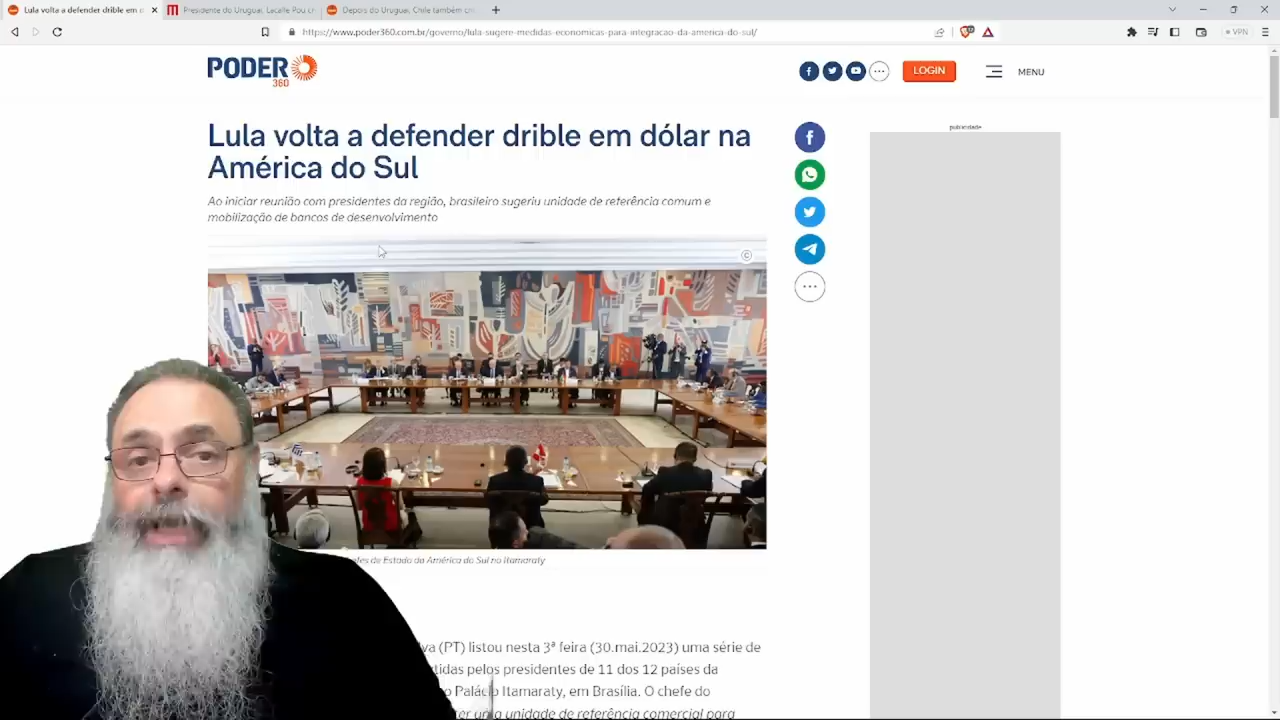 Lula volta a defender drible em d
Presidente do Uruguai, Lacalle Pou cr
Depois do Uruguai, Chile também cr
https://www.poder360.com.br/governo/lula-sugere-medidas-economicas-para-integracao-da-america-do-sul/
VPN
PODER
360
LOGIN
MENU
Lula volta a defender drible em dólar na
América do Sul
Ao iniciar reunião com presidentes da região, brasileiro sugeriu unidade de referência comum e
mobilização de bancos de desenvolvimento
publicidade
de Estado da América do Sul no Itamaraty
(PT) listou nesta 3ª feira (30.mai.2023) uma série de
pelos presidentes de 11 dos 12 países da
Palácio Itamaraty, em Brasília. O chefe do
uma unidade de referência comercial para